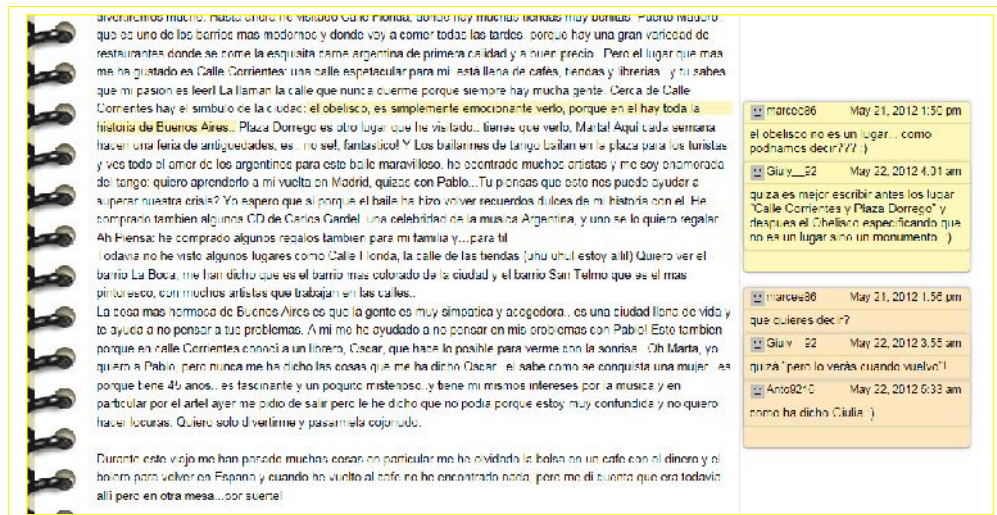 divertiremos mucho. Hasta ahora he visitado Calle Florida, donde hay muchas tiendas muy bonitas. Puerto Madero,
que es uno de los barrios mas modernos y donde voy a comer todas las tardes, porque hay una gran variedad de
restaurantes donde se come la esquisita carne argentina de primera calidad y a buen precio.. Pero el lugar que mas
me ha gustado es Calle Corrientes: una calle espetacular para mi, está llena de cafés, tiendas y librerias.. y tu sabes
que mi pasion es leer! La llaman la calle que nunca duerme porque siempre hay mucha gente. Cerca de Calle
Corrientes hay el simbulo de la ciudad: el obelisco, es simplemente emocionante verlo, porque en el hay toda la
historia de Buenos Aires.. Plaza Dorrego es otro lugar que he visitado.. tienes que verlo, Marta! Aqui cada semana
hacen una feria de antiguedades, es.. no se!, fantastico! Y Los bailarines de tango bailan en la plaza para los turistas
y ves todo el amor de los argentinos para este baile maravilloso, he econtrado muchos artistas y me soy enamorada
del tango: quiero aprenderlo a mi vuelta en Madrid, quizas con Pablo...Tu piensas que esto nos puede ayudar a
superar nuestra crisis? Yo espero que si porque el baile ha hizo volver recuerdos dulces de mi historia con el. He
comprado tambien algunos CD de Carlos Gardel, una celebridad de la musica Argentina, y uno se lo quiero regalar.
Ah Piensa: he comprado algunos regalos tambien para mi familia y...para ti!
Todavia no he visto algunos lugares como Calle Florida, la calle de las tiendas (uhu uhu! estoy alli!) Quiero ver el
barrio La Boca, me han dicho que es el barrio mas colorado de la ciudad y el barrio San Telmo que es el mas
pintoresco, con muchos artistas que trabajan en las calles..
La cosa mas hermosa de Buenos Aires es que la gente es muy simpatica y acogedora.. es una ciudad llena de vida y
te ayuda a no pensar a tus problemas. A mi me he ayudado a no pensar en mis problemas con Pablo! Esto tambien
porque en calle Corrientes conoci a un librero, Oscar, que hace lo posible para verme con la sonrisa.. Oh Marta, yo
quiero a Pablo, pero nunca me ha dicho las cosas que me ha dicho Oscar.. el sabe como se conquista una mujer.. es
porque tiene 45 anos.. es fascinante y un poquito misterioso..y tiene mi mismos intereses por la musica y en
particular por el arte! ayer me pidio de salir pero le he dicho que no podia porque estoy muy confundida y no quiero
hacer locuras. Quiero solo divertirme y pasarmela cojonudo.
Durante este viajo me han pasado muchas cosas en particular me he olvidado la bolsa en un cafe con el dinero y el
bolero para volver en Espana y cuando he vuelto al cafe no he encontrado nada, pero me di cuenta que era todavia
alli pero en otra mesa...por suerte!
marcee86 May 21, 2012 1:50 pm
el obelisco no es un lugar... como
podriamos decir??? :)
Giuly__92 May 22, 2012 4:01 am
quiza es mejor escribir antes los lugar
"Calle Corrientes y Plaza Dorrego" y
despues el Obelisco especificando que
no es un lugar sino un monumento. :)
marcee86 May 21, 2012 1:56 pm
que quieres decir?
Giuly__92 May 22, 2012 3:55 am
quizá "pero lo verás cuando vuelvo"!
Anto9210 May 22, 2012 5:33 am
como ha dicho Giulia :)